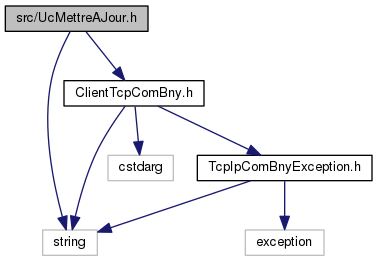 src/UcMettreAJour.h
ClientTcpComBny.h
cstdarg
TcpIpComBnyException.h
string
exception